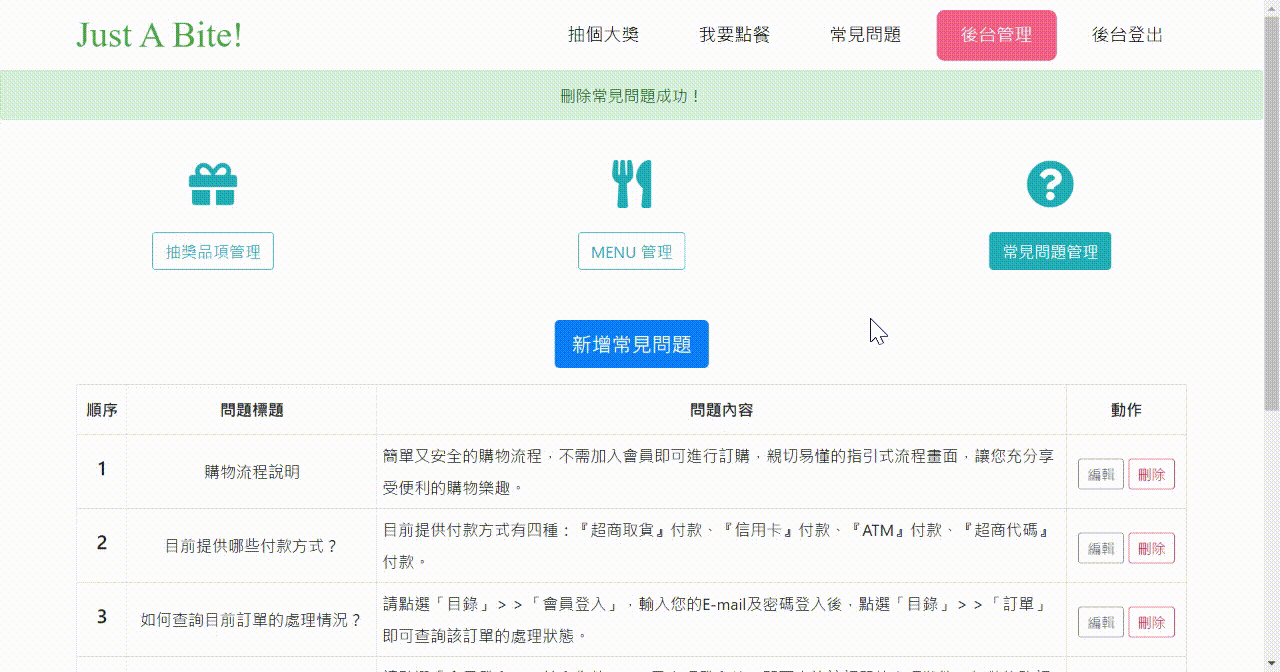 Just A Bite!
抽個大獎 我要點餐 常見問題 後台管理 後台登出
刪除常見問題成功！
抽獎品項管理 MENU 管理 常見問題管理
新增常見問題
順序 問題標題 問題內容 動作
1 購物流程說明 簡單又安全的購物流程，不需加入會員即可進行訂購，親切易懂的指引式流程畫面，讓您充分享
受便利的購物樂趣。
編輯 刪除
2 目前提供哪些付款方式？ 目前提供付款方式有四種：『超商取貨』付款、『信用卡』付款、『ATM』付款、『超商代碼』
付款。
編輯 刪除
3 如何查詢目前訂單的處理情況？ 請點選「目錄」>>「會員登入」，輸入您的E-mail及密碼登入後，點選「目錄」>>「訂單」
即可查詢該訂單的處理狀態。
編輯 刪除